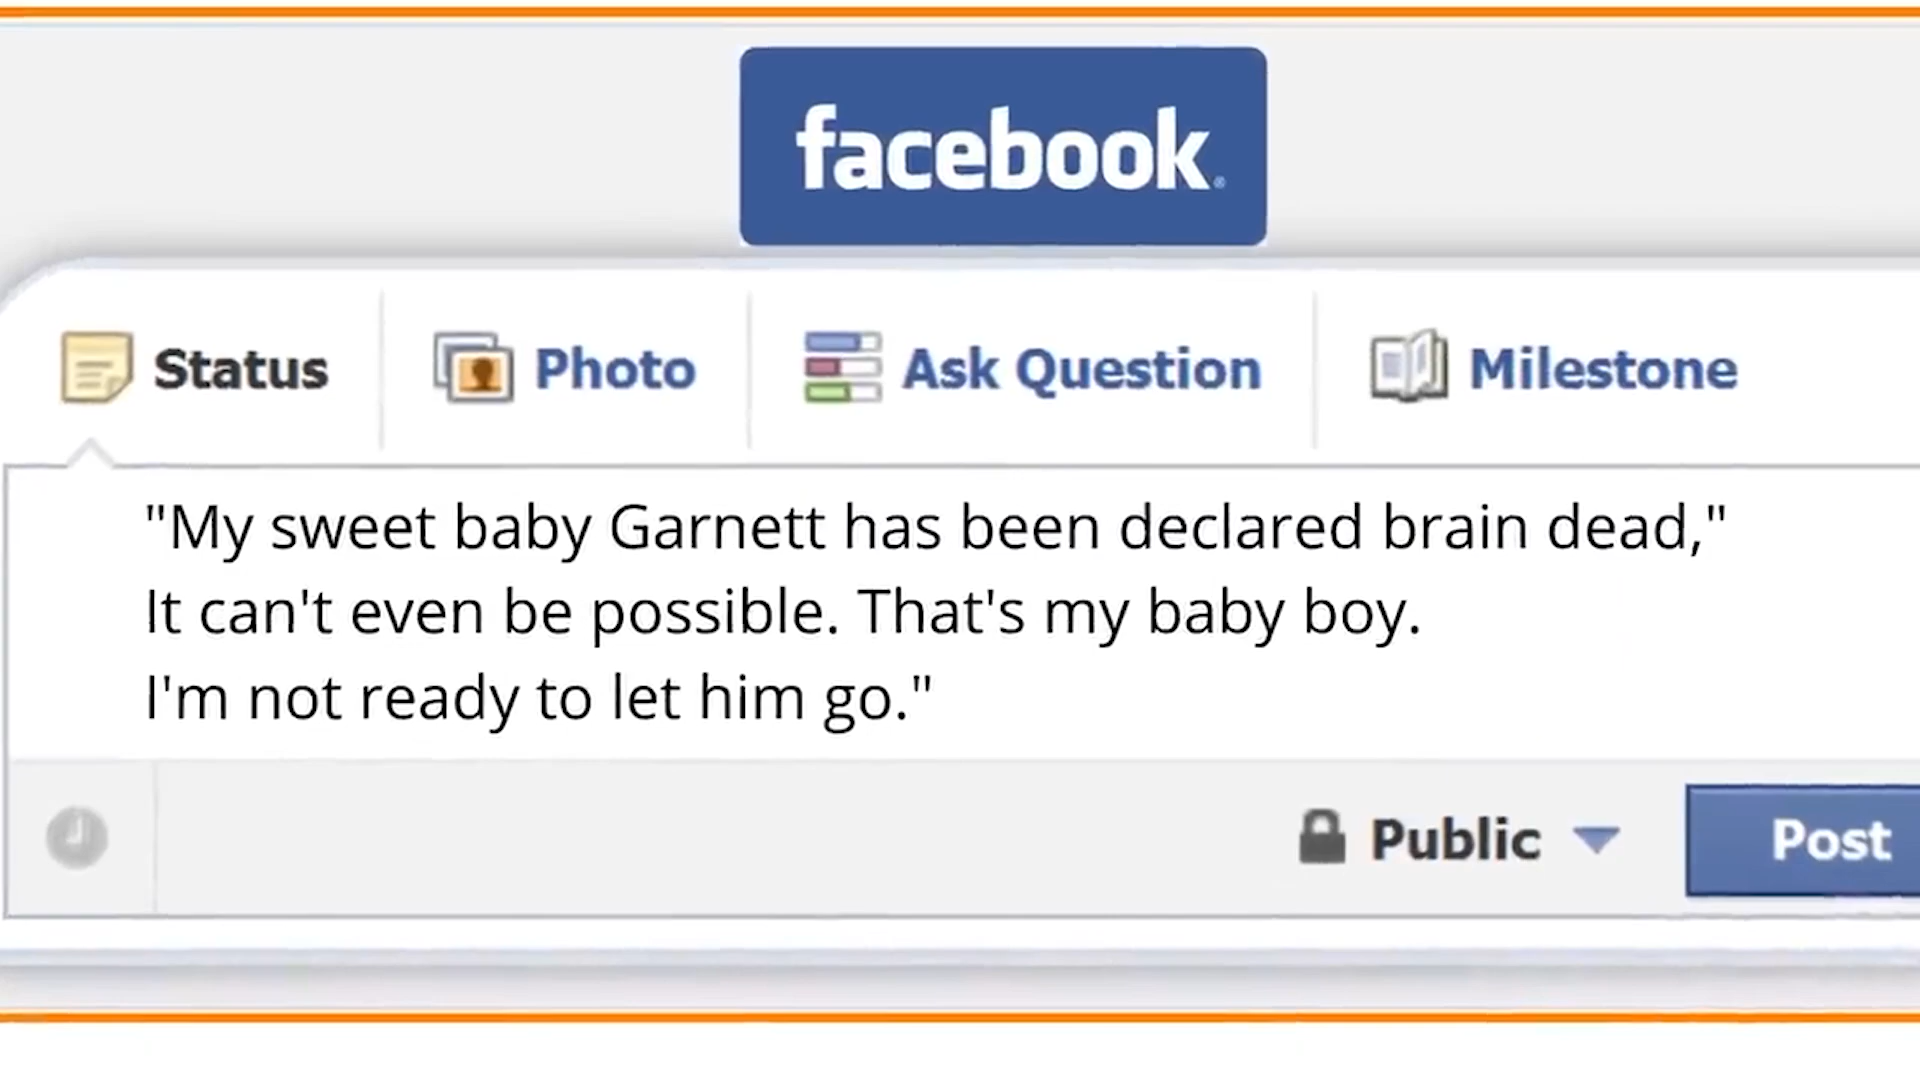 facebook
Status Photo Ask Question Milestone
"My sweet baby Garnett has been declared brain dead,"
It can't even be possible. That's my baby boy.
I'm not ready to let him go."
Public Post